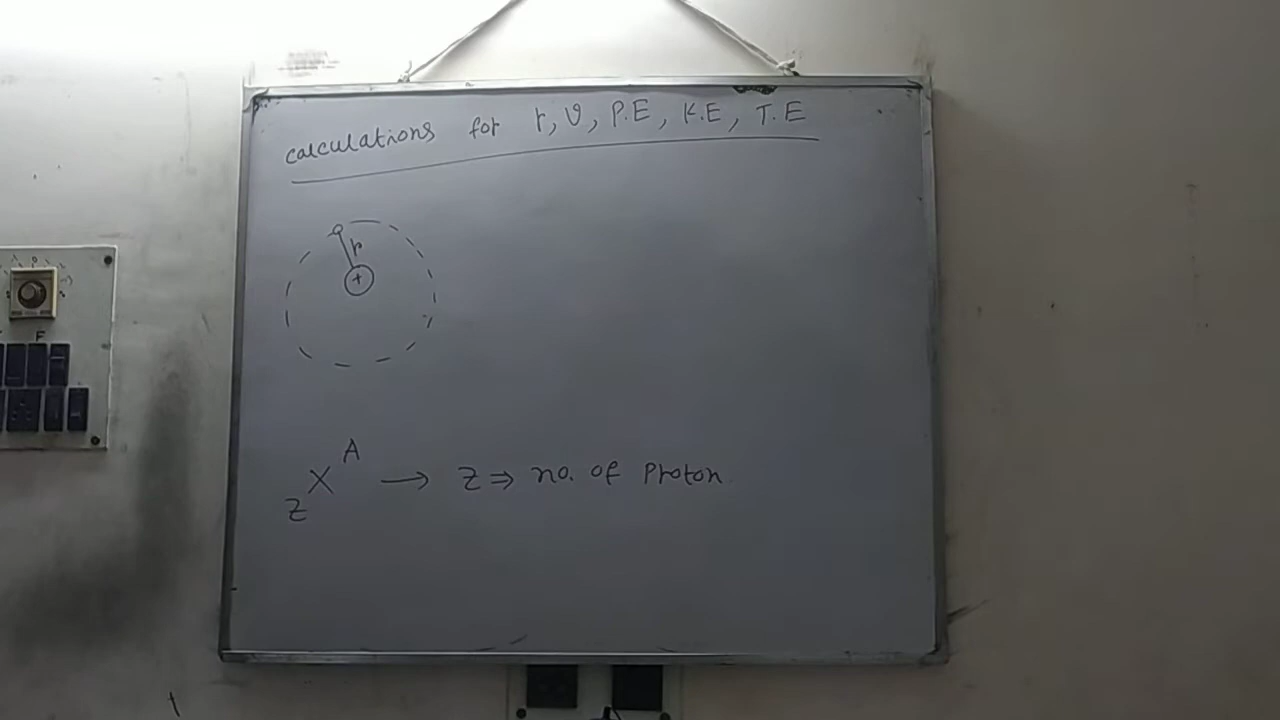 calculations for r, v, P.E, K.E, T.E
r
+
A
X → Z ⇒ no. of Proton.
Z
F